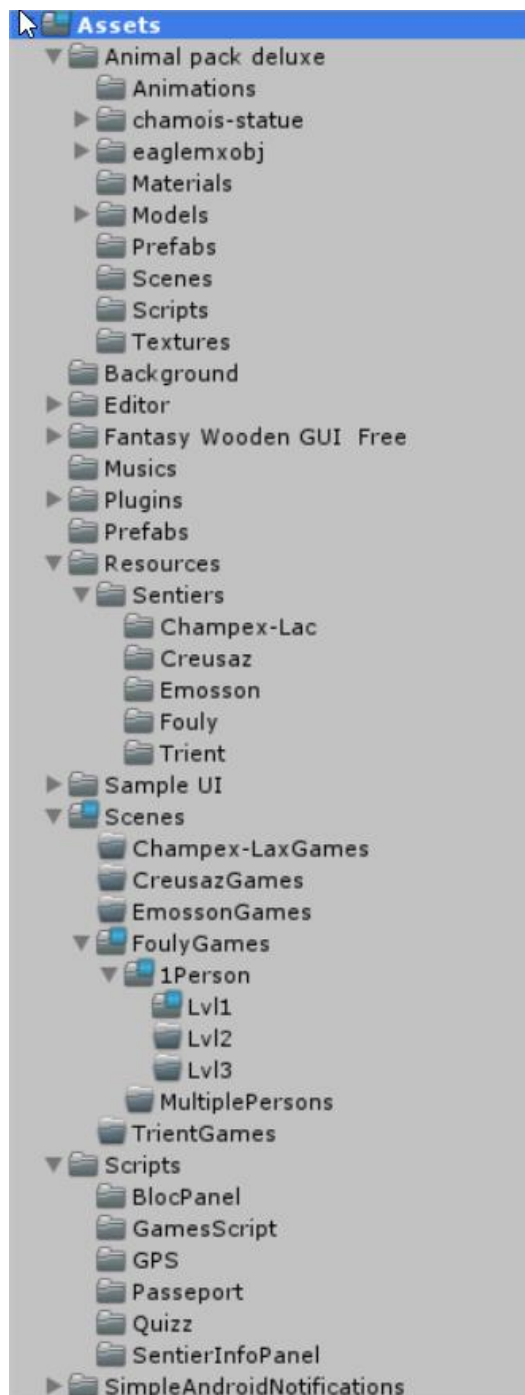 Assets
Animal pack deluxe
Animations
chamois-statue
eaglemxobj
Materials
Models
Prefabs
Scenes
Scripts
Textures
Background
Editor
Fantasy Wooden GUI  Free
Musics
Plugins
Prefabs
Resources
Sentiers
Champex-Lac
Creusaz
Emosson
Fouly
Trient
Sample UI
Scenes
Champex-LaxGames
CreusazGames
EmossonGames
FoulyGames
1Person
Lvl1
Lvl2
Lvl3
MultiplePersons
TrientGames
Scripts
BlocPanel
GamesScript
GPS
Passeport
Quizz
SentierInfoPanel
SimpleAndroidNotifications